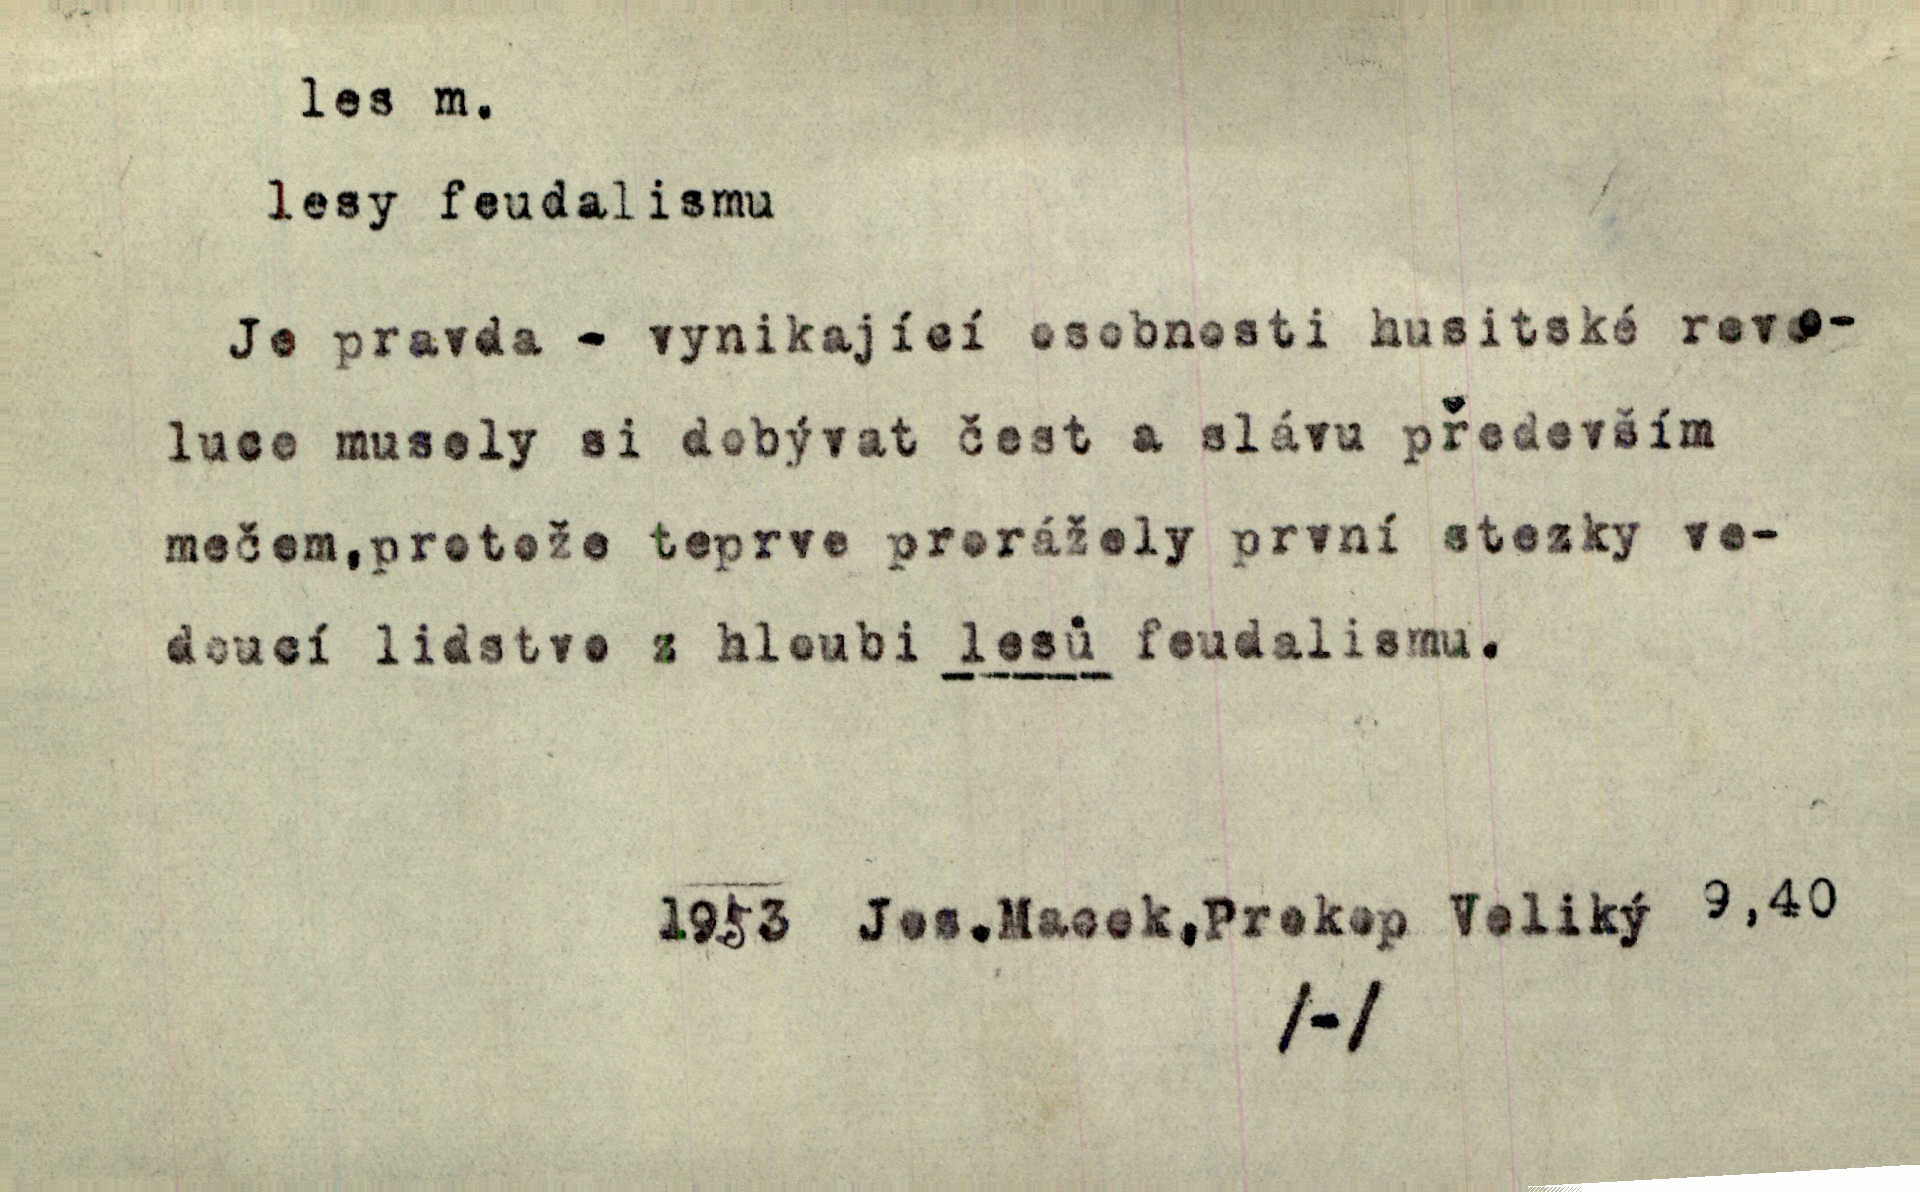 les m.
lesy feudalismu
Je pravda - vynikající osobnosti husitské revo-
luce musely si dobývat čest a slávu především
mečem,protože teprve prorážely první stezky ve-
doucí lidstvo z hloubi lesů feudalismu.
1953 Jos.Macek,Prokop Veliký 9,40
/-/